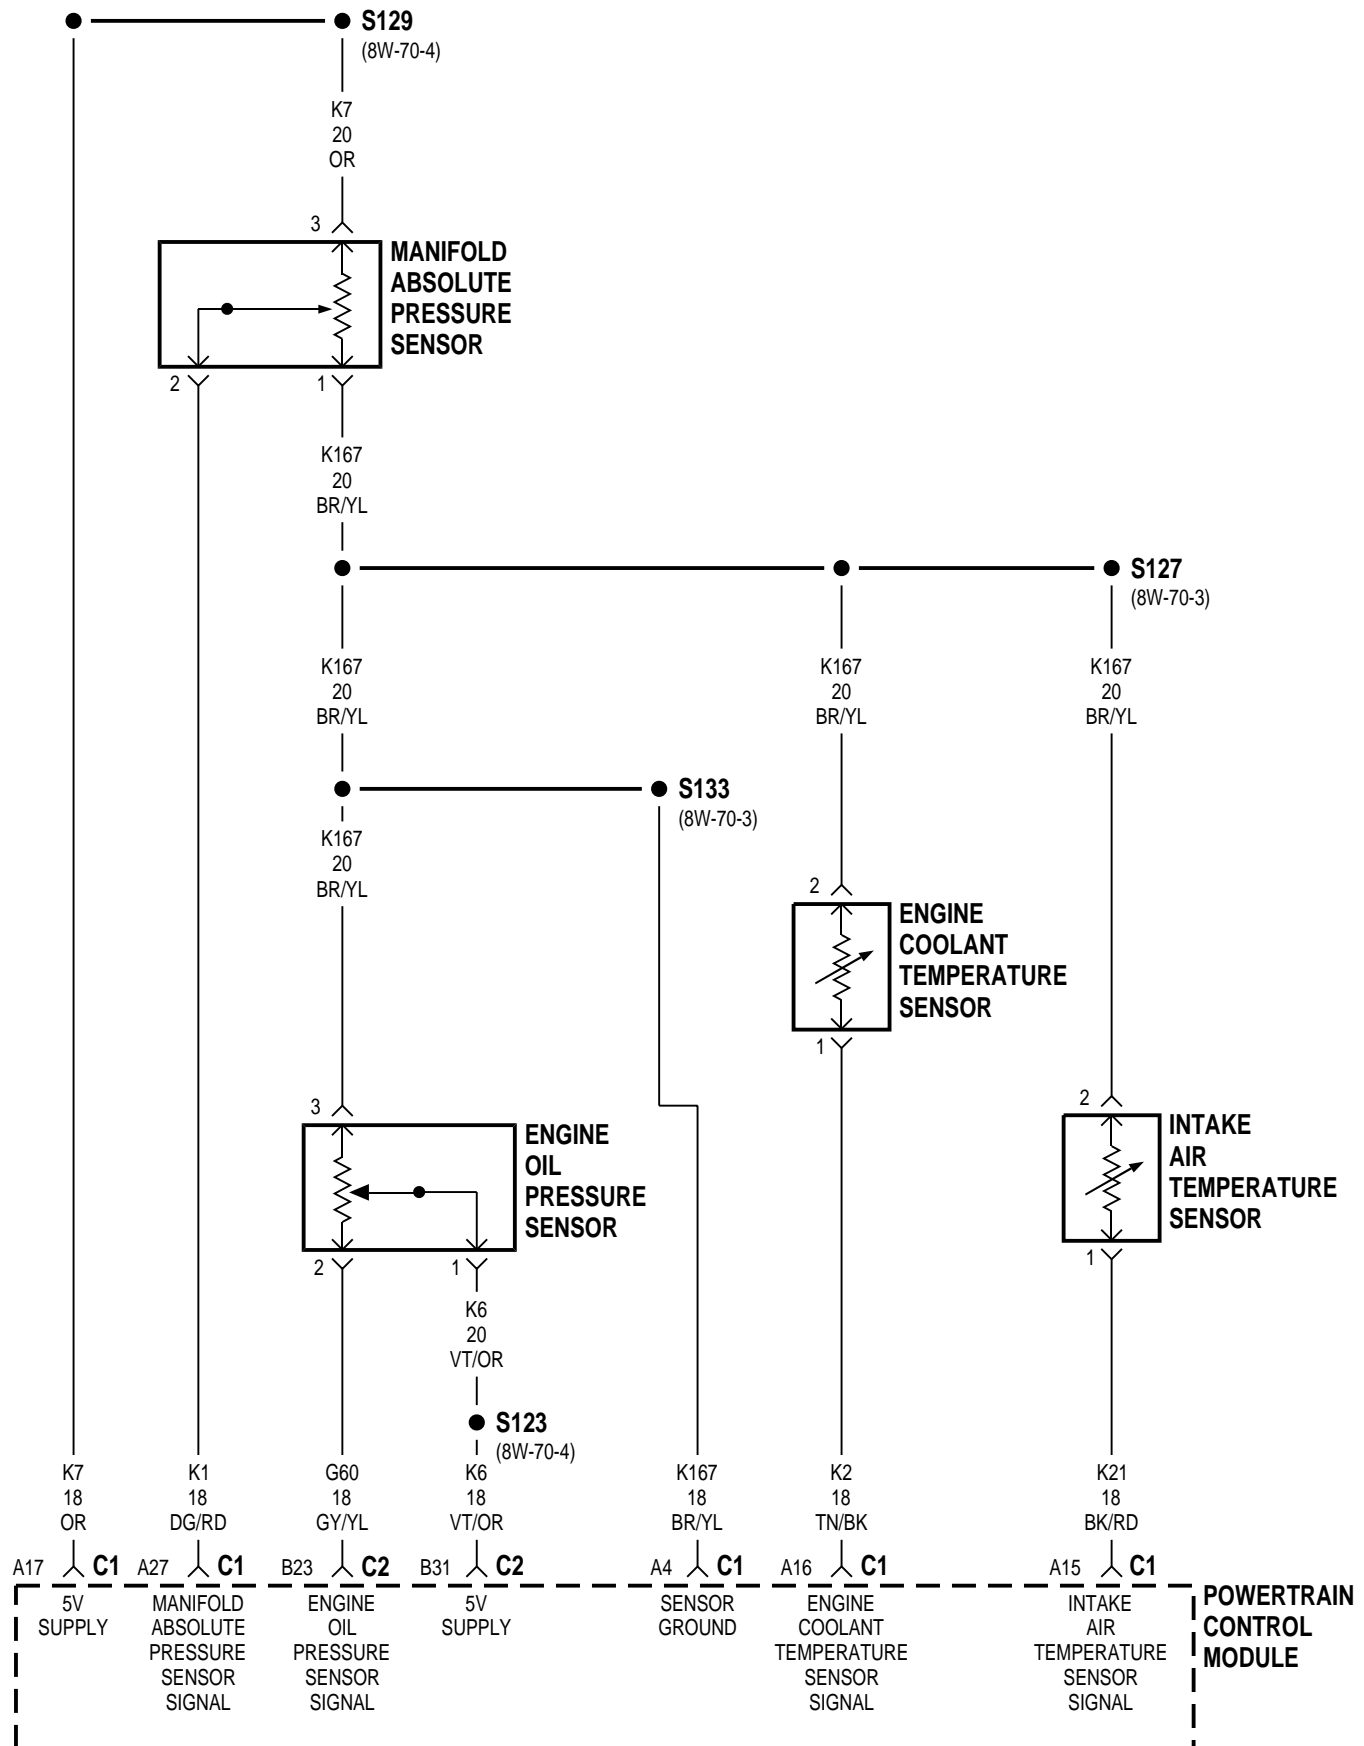 S129
(8W-70-4)
K7
20
OR
3
MANIFOLD
ABSOLUTE
PRESSURE
SENSOR
2
1
K167
20
BR/YL
S127
(8W-70-3)
K167
20
BR/YL
K167
20
BR/YL
K167
20
BR/YL
S133
(8W-70-3)
K167
20
BR/YL
2
ENGINE
COOLANT
TEMPERATURE
SENSOR
1
3
ENGINE
OIL
PRESSURE
SENSOR
2
1
2
INTAKE
AIR
TEMPERATURE
SENSOR
1
K6
20
VT/OR
S123
(8W-70-4)
K7
18
OR
K1
18
DG/RD
G60
18
GY/YL
K6
18
VT/OR
K167
18
BR/YL
K2
18
TN/BK
K21
18
BK/RD
A17 C1
A27 C1
B23 C2
B31 C2
A4 C1
A16 C1
A15 C1
5V
SUPPLY
MANIFOLD
ABSOLUTE
PRESSURE
SENSOR
SIGNAL
ENGINE
OIL
PRESSURE
SENSOR
SIGNAL
5V
SUPPLY
SENSOR
GROUND
ENGINE
COOLANT
TEMPERATURE
SENSOR
SIGNAL
INTAKE
AIR
TEMPERATURE
SENSOR
SIGNAL
POWERTRAIN
CONTROL
MODULE